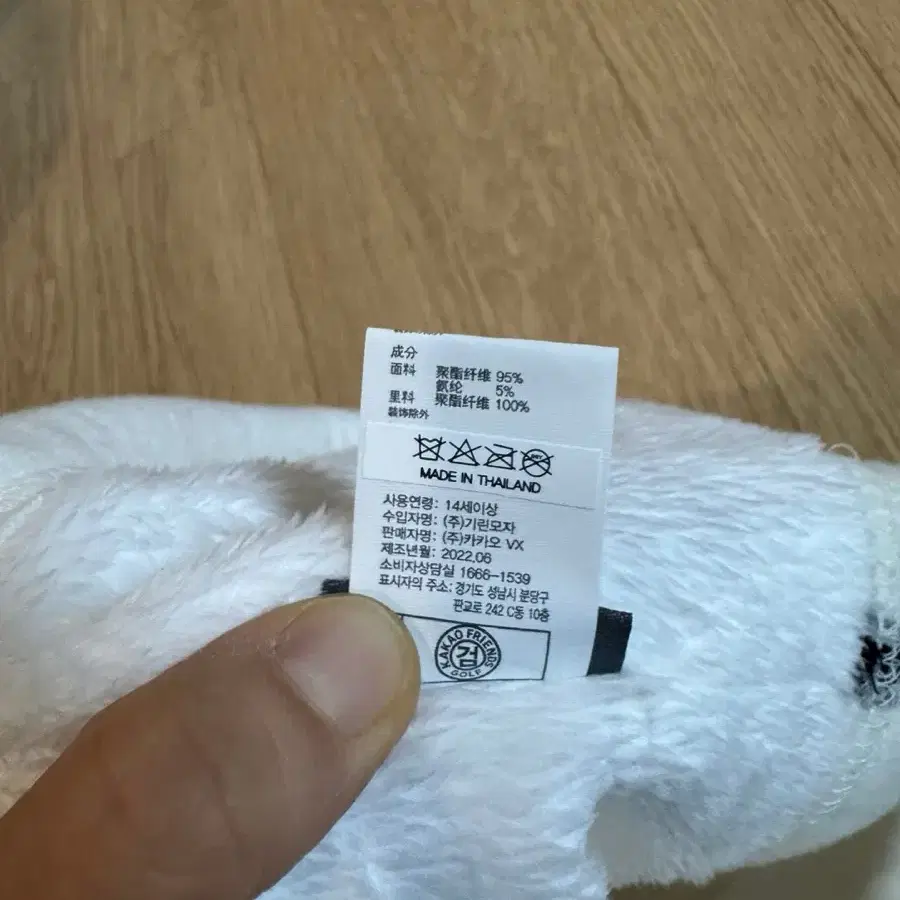 成分
面料 聚酯纤维 95%
氨纶 5%
里料 聚酯纤维 100%
装饰除外
MADE IN THAILAND
사용연령: 14세이상
수입자명: (주)기린모자
판매자명: (주)카카오 VX
제조년월: 2022.06
소비자상담실 1666-1539
표시자의 주소: 경기도 성남시 분당구
판교로 242 C동 10층
KAKAO FRIENDS
검
GOLF